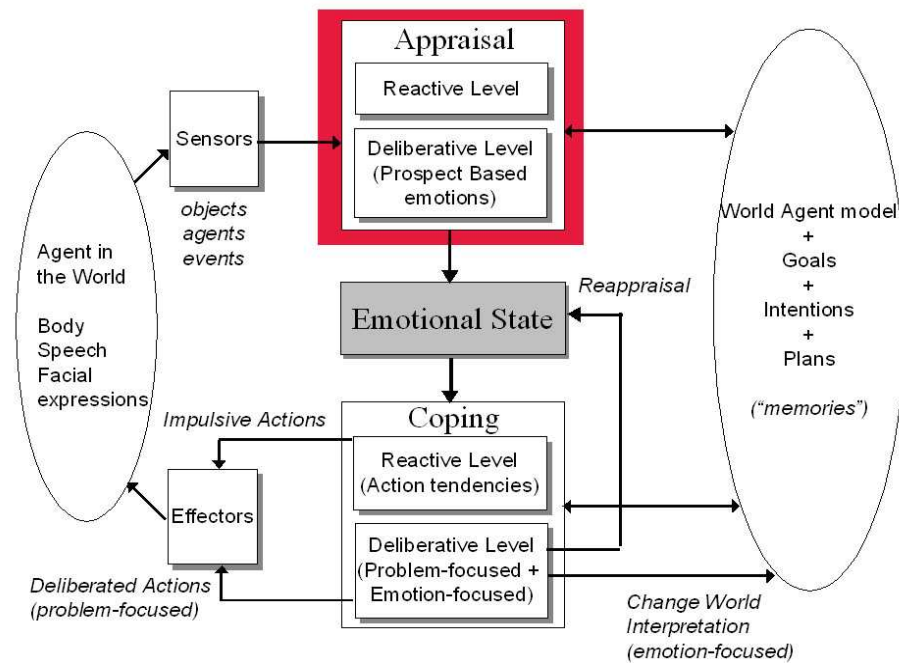 Appraisal
Reactive Level
Deliberative Level
(Prospect Based
emotions)
Sensors
objects
agents
events
Agent in
the World
Body
Speech
Facial
expressions
World Agent model
+
Goals
+
Intentions
+
Plans
("memories")
Reappraisal
Emotional State
Coping
Impulsive Actions
Reactive Level
(Action tendencies)
Effectors
Deliberative Level
(Problem-focused +
Emotion-focused)
Deliberated Actions
(problem-focused)
Change World
Interpretation
(emotion-focused)